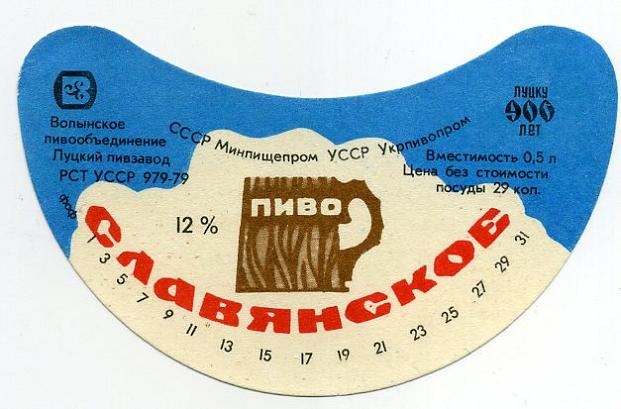 Волынское
пивообъединение
Луцкий пивзавод
РСТ УССР 979-79
СССР Минпищепром УССР Укрпивопром
ЛУЦКУ
900
ЛЕТ
Вместимость 0,5 л
Цена без стоимости
посуды 29 коп.
12 %
ПИВО
СЛАВЯНСКОЕ
1 3 5 7 9 11 13 15 17 19 21 23 25 27 29 31